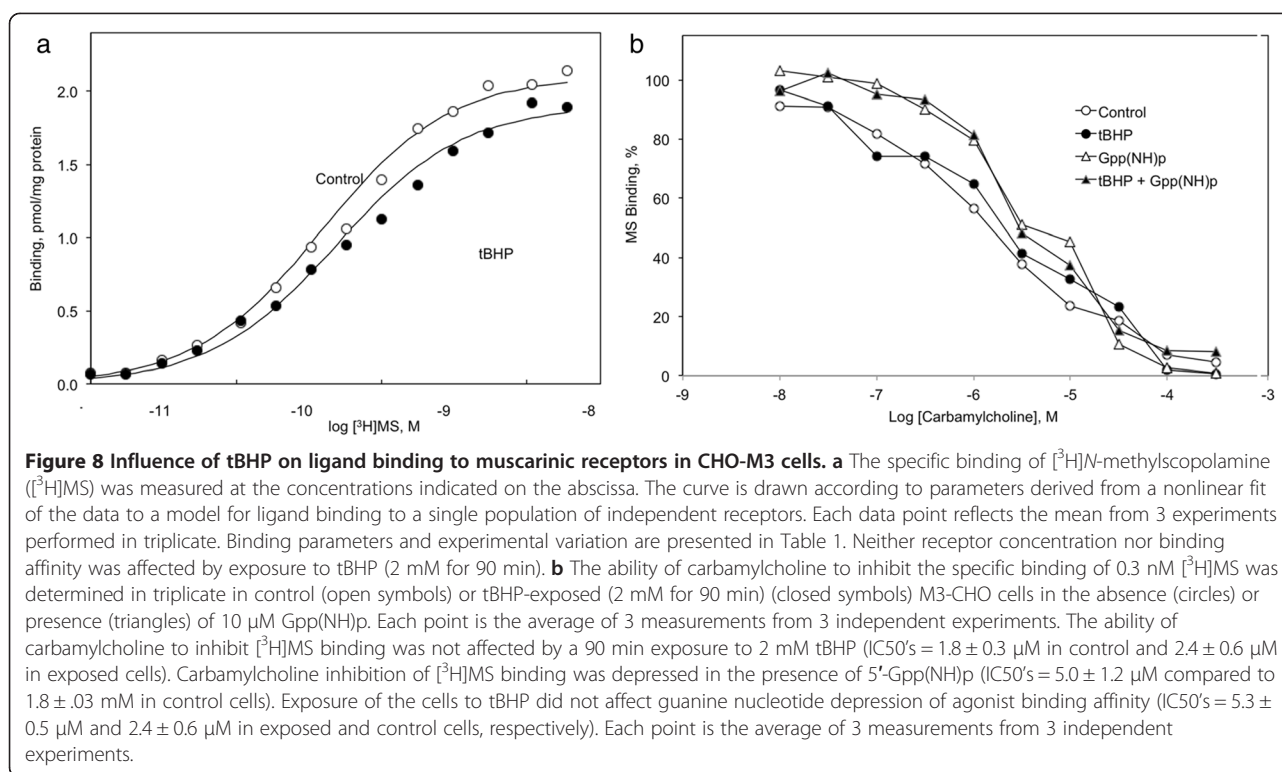 a
b
2.0
1.5
1.0
0.5
0.0
Binding, pmol/mg protein
Control
tBHP
-11
-10
-9
-8
log [³H]MS, M
100
80
60
40
20
0
MS Binding, %
Control
tBHP
Gpp(NH)p
tBHP + Gpp(NH)p
-9
-8
-7
-6
-5
-4
-3
Log [Carbamylcholine], M
Figure 8 Influence of tBHP on ligand binding to muscarinic receptors in CHO-M3 cells. a The specific binding of [³H]N-methylscopolamine
([³H]MS) was measured at the concentrations indicated on the abscissa. The curve is drawn according to parameters derived from a nonlinear fit
of the data to a model for ligand binding to a single population of independent receptors. Each data point reflects the mean from 3 experiments
performed in triplicate. Binding parameters and experimental variation are presented in Table 1. Neither receptor concentration nor binding
affinity was affected by exposure to tBHP (2 mM for 90 min). b The ability of carbamylcholine to inhibit the specific binding of 0.3 nM [³H]MS was
determined in triplicate in control (open symbols) or tBHP-exposed (2 mM for 90 min) (closed symbols) M3-CHO cells in the absence (circles) or
presence (triangles) of 10 μM Gpp(NH)p. Each point is the average of 3 measurements from 3 independent experiments. The ability of
carbamylcholine to inhibit [³H]MS binding was not affected by a 90 min exposure to 2 mM tBHP (IC50's = 1.8 ± 0.3 μM in control and 2.4 ± 0.6 μM
in exposed cells). Carbamylcholine inhibition of [³H]MS binding was depressed in the presence of 5′-Gpp(NH)p (IC50's = 5.0 ± 1.2 μM compared to
1.8 ± .03 mM in control cells). Exposure of the cells to tBHP did not affect guanine nucleotide depression of agonist binding affinity (IC50's = 5.3 ±
0.5 μM and 2.4 ± 0.6 μM in exposed and control cells, respectively). Each point is the average of 3 measurements from 3 independent
experiments.